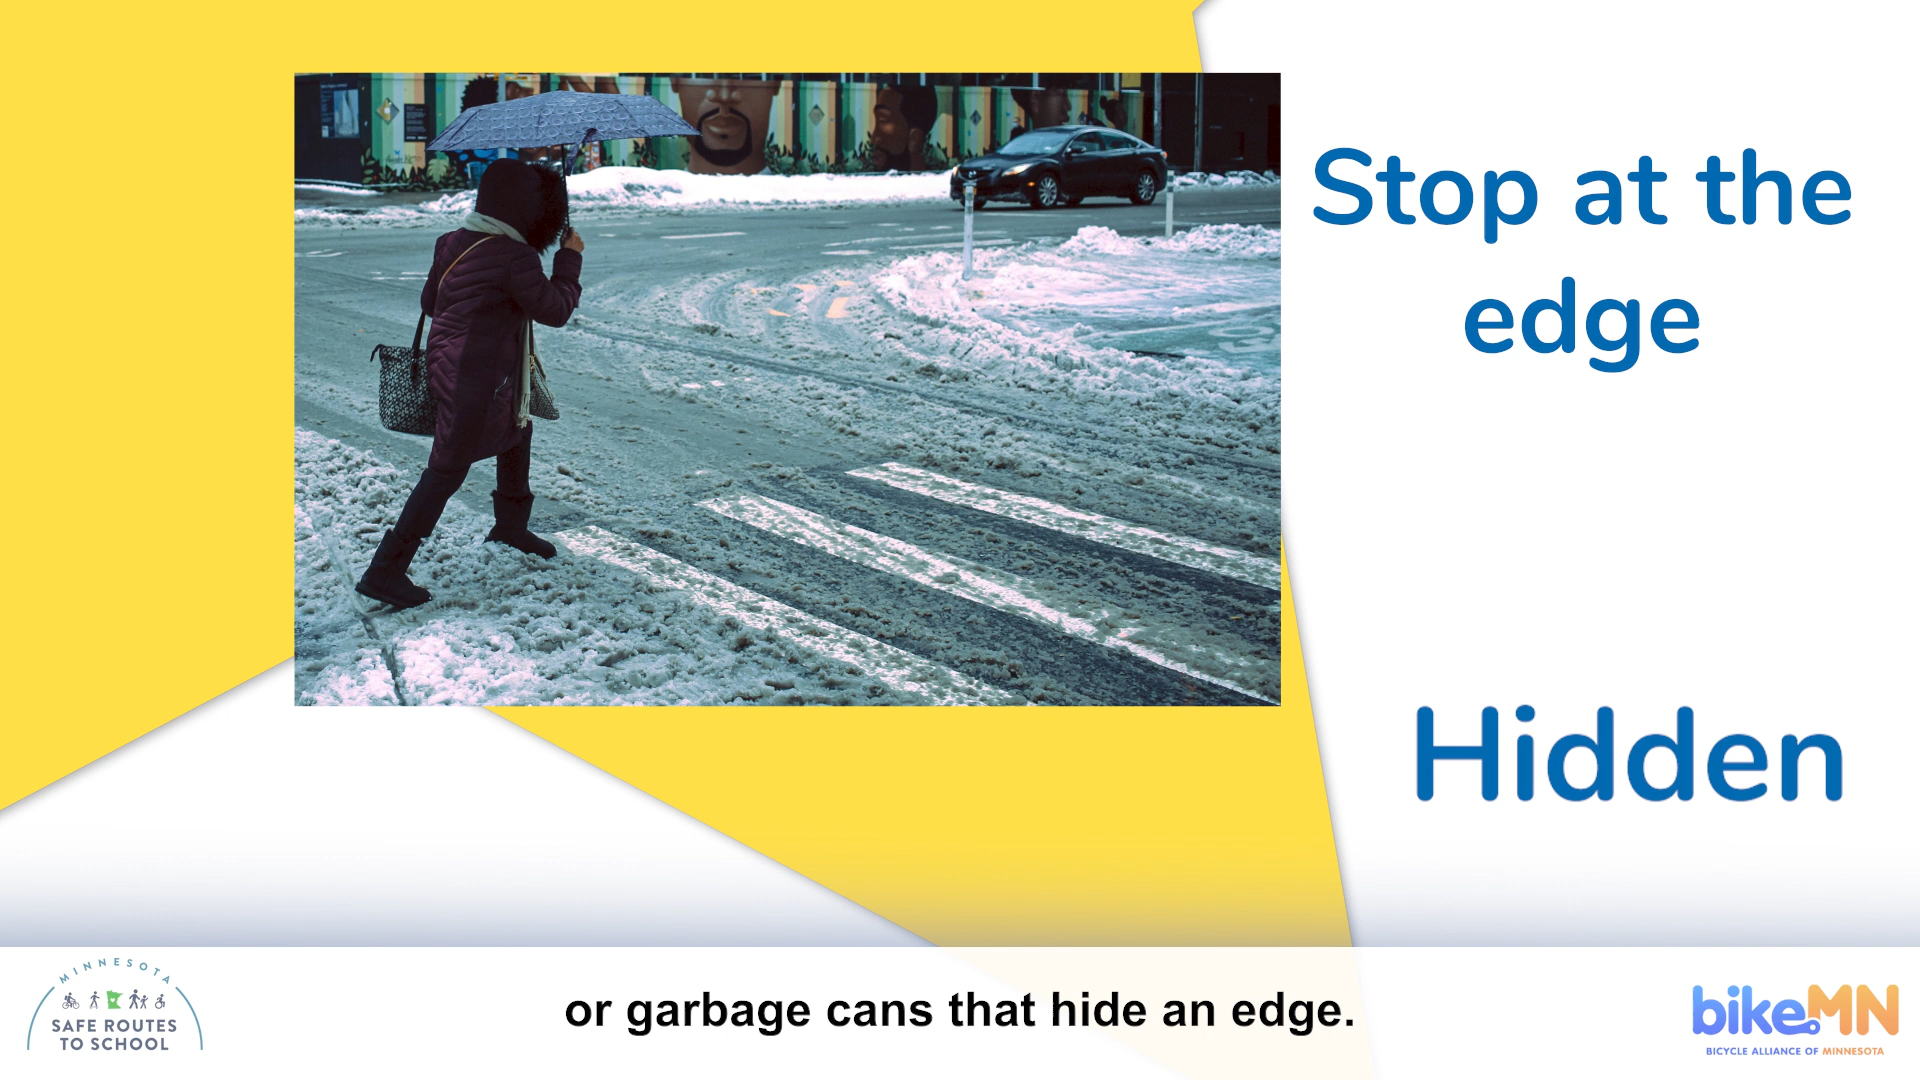 Stop at the
edge
Hidden
or garbage cans that hide an edge.
MINNESOTA
SAFE ROUTES
TO SCHOOL
bikeMN
BICYCLE ALLIANCE OF MINNESOTA